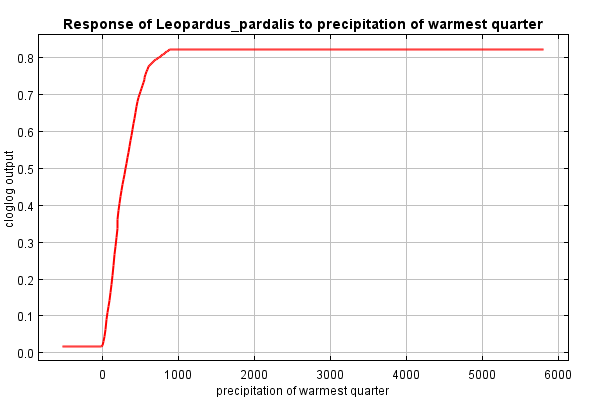 Response of Leopardus_pardalis to precipitation of warmest quarter
0.8
0.7
0.6
0.5
0.4
0.3
0.2
0.1
0.0
cloglog output
0 1000 2000 3000 4000 5000 6000
precipitation of warmest quarter